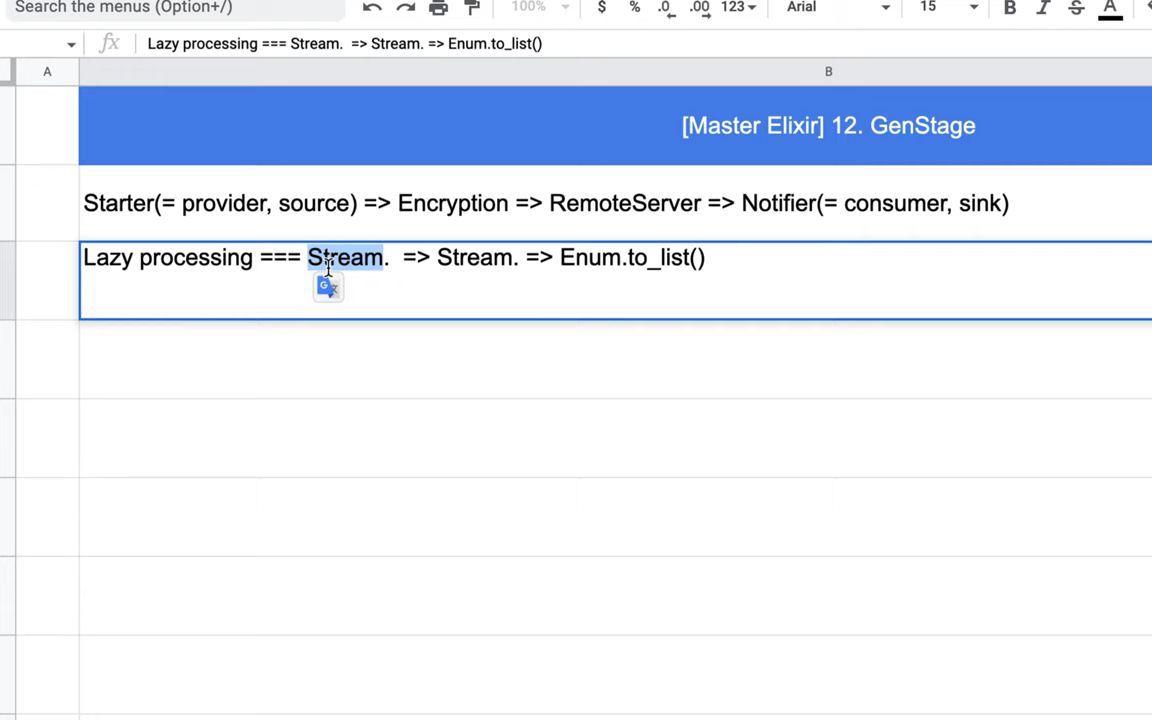 Search the menus (Option+/)
100%
$ % .0 .00 123
Arial
15
B I S A
fx Lazy processing === Stream.  => Stream. => Enum.to_list()
A B
[Master Elixir] 12. GenStage
Starter(= provider, source) => Encryption => RemoteServer => Notifier(= consumer, sink)
Lazy processing === Stream.  => Stream. => Enum.to_list()